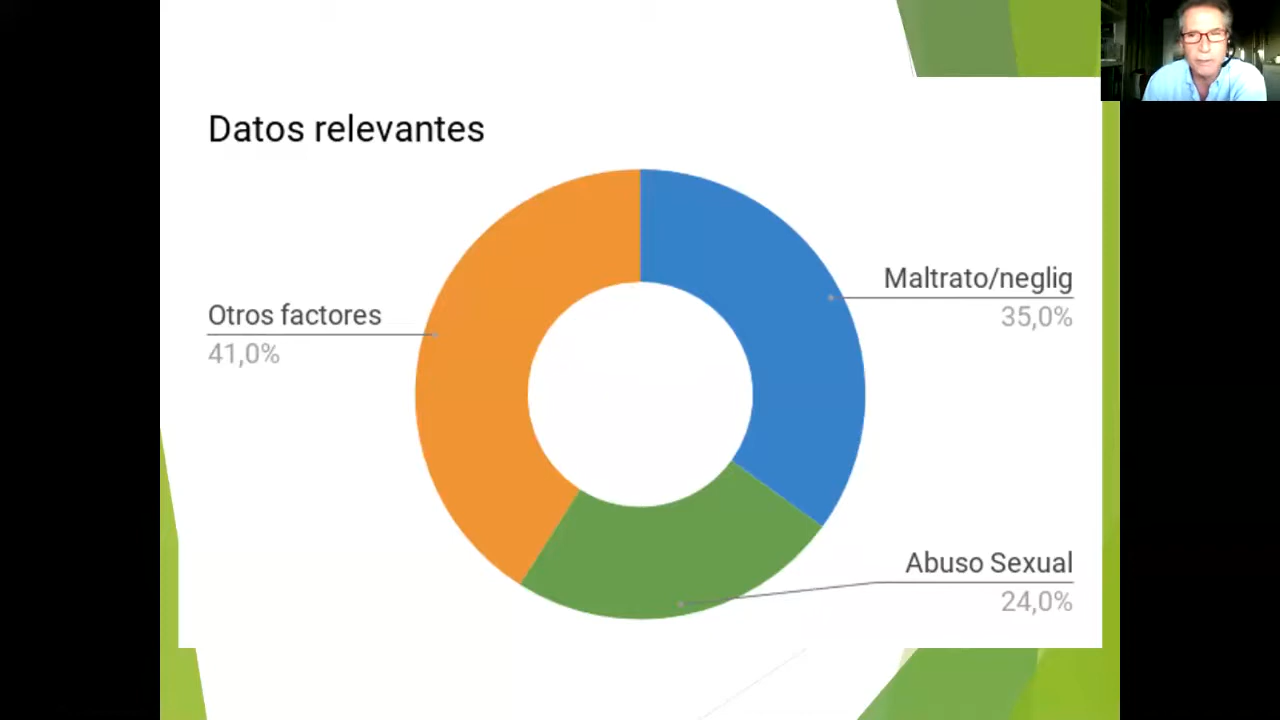 Datos relevantes
Maltrato/neglig
35,0%
Otros factores
41,0%
Abuso Sexual
24,0%